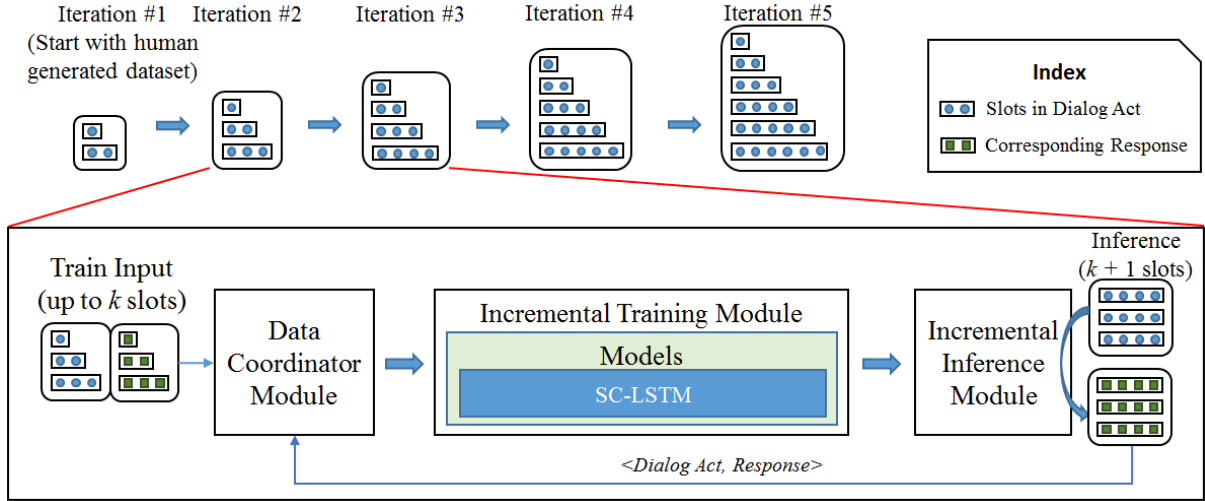 Iteration #1
(Start with human
generated dataset)
Iteration #2
Iteration #3
Iteration #4
Iteration #5
Index
Slots in Dialog Act
Corresponding Response
Train Input
(up to k slots)
Data
Coordinator
Module
Incremental Training Module
Models
SC-LSTM
Incremental
Inference
Module
Inference
(k + 1 slots)
<Dialog Act, Response>